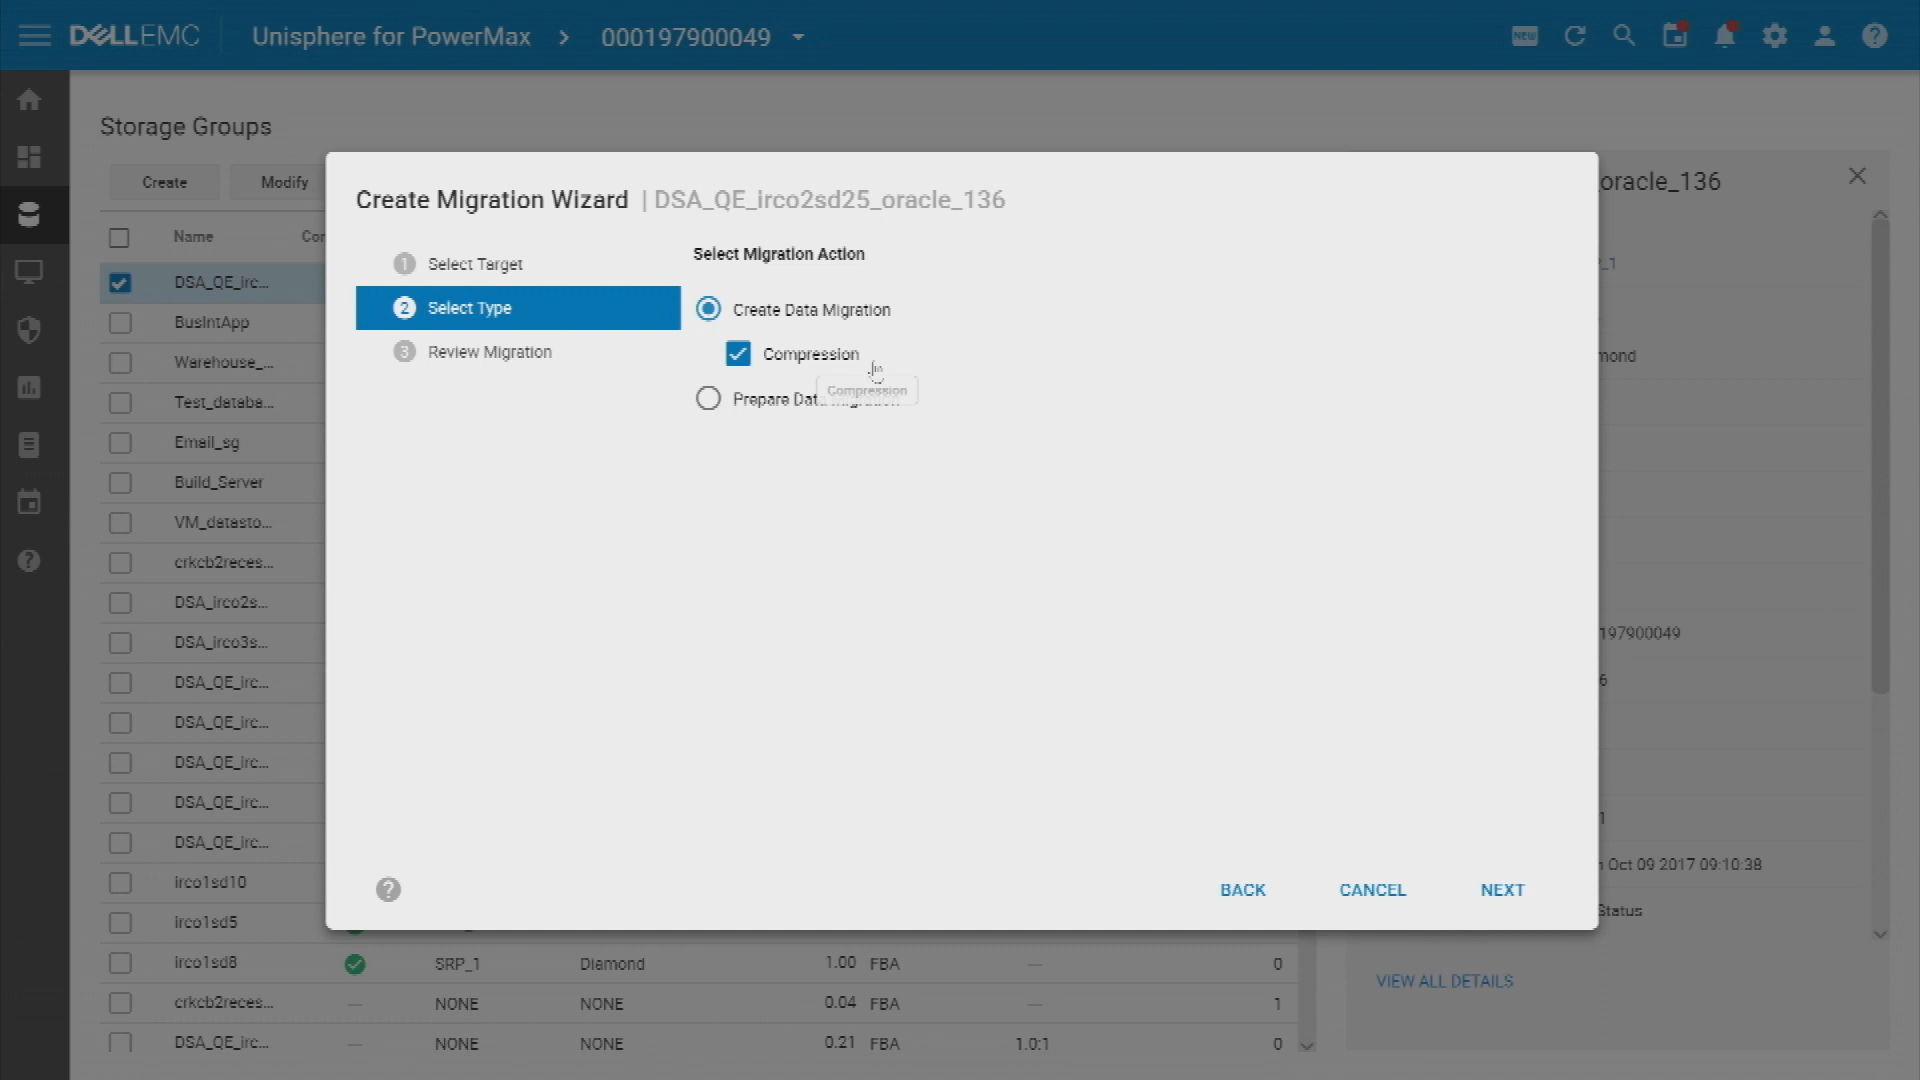 DELLEMC Unisphere for PowerMax > 000197900049
NEW
Storage Groups
Create Modify
oracle_136
Create Migration Wizard | DSA_QE_irco2sd25_oracle_136
Name
1 Select Target
2 Select Type
3 Review Migration
Select Migration Action
Create Data Migration
Compression
Compression
Prepare
DSA_QE_irc...
BusIntApp
Warehouse_...
Test_databa...
Email_sg
Build_Server
VM_datasto...
crkcb2reces...
DSA_irco2s...
DSA_irco3s...
DSA_QE_irc...
DSA_QE_irc...
DSA_QE_irc...
DSA_QE_irc...
DSA_QE_irc...
irco1sd10
irco1sd5
irco1sd8 SRP_1 Diamond 1.00 FBA — 0
crkcb2reces... — NONE NONE 0.04 FBA — 1
DSA_QE_irc... — NONE NONE 0.21 FBA 1.0:1 0
197900049
Oct 09 2017 09:10:38
Status
BACK CANCEL NEXT
VIEW ALL DETAILS